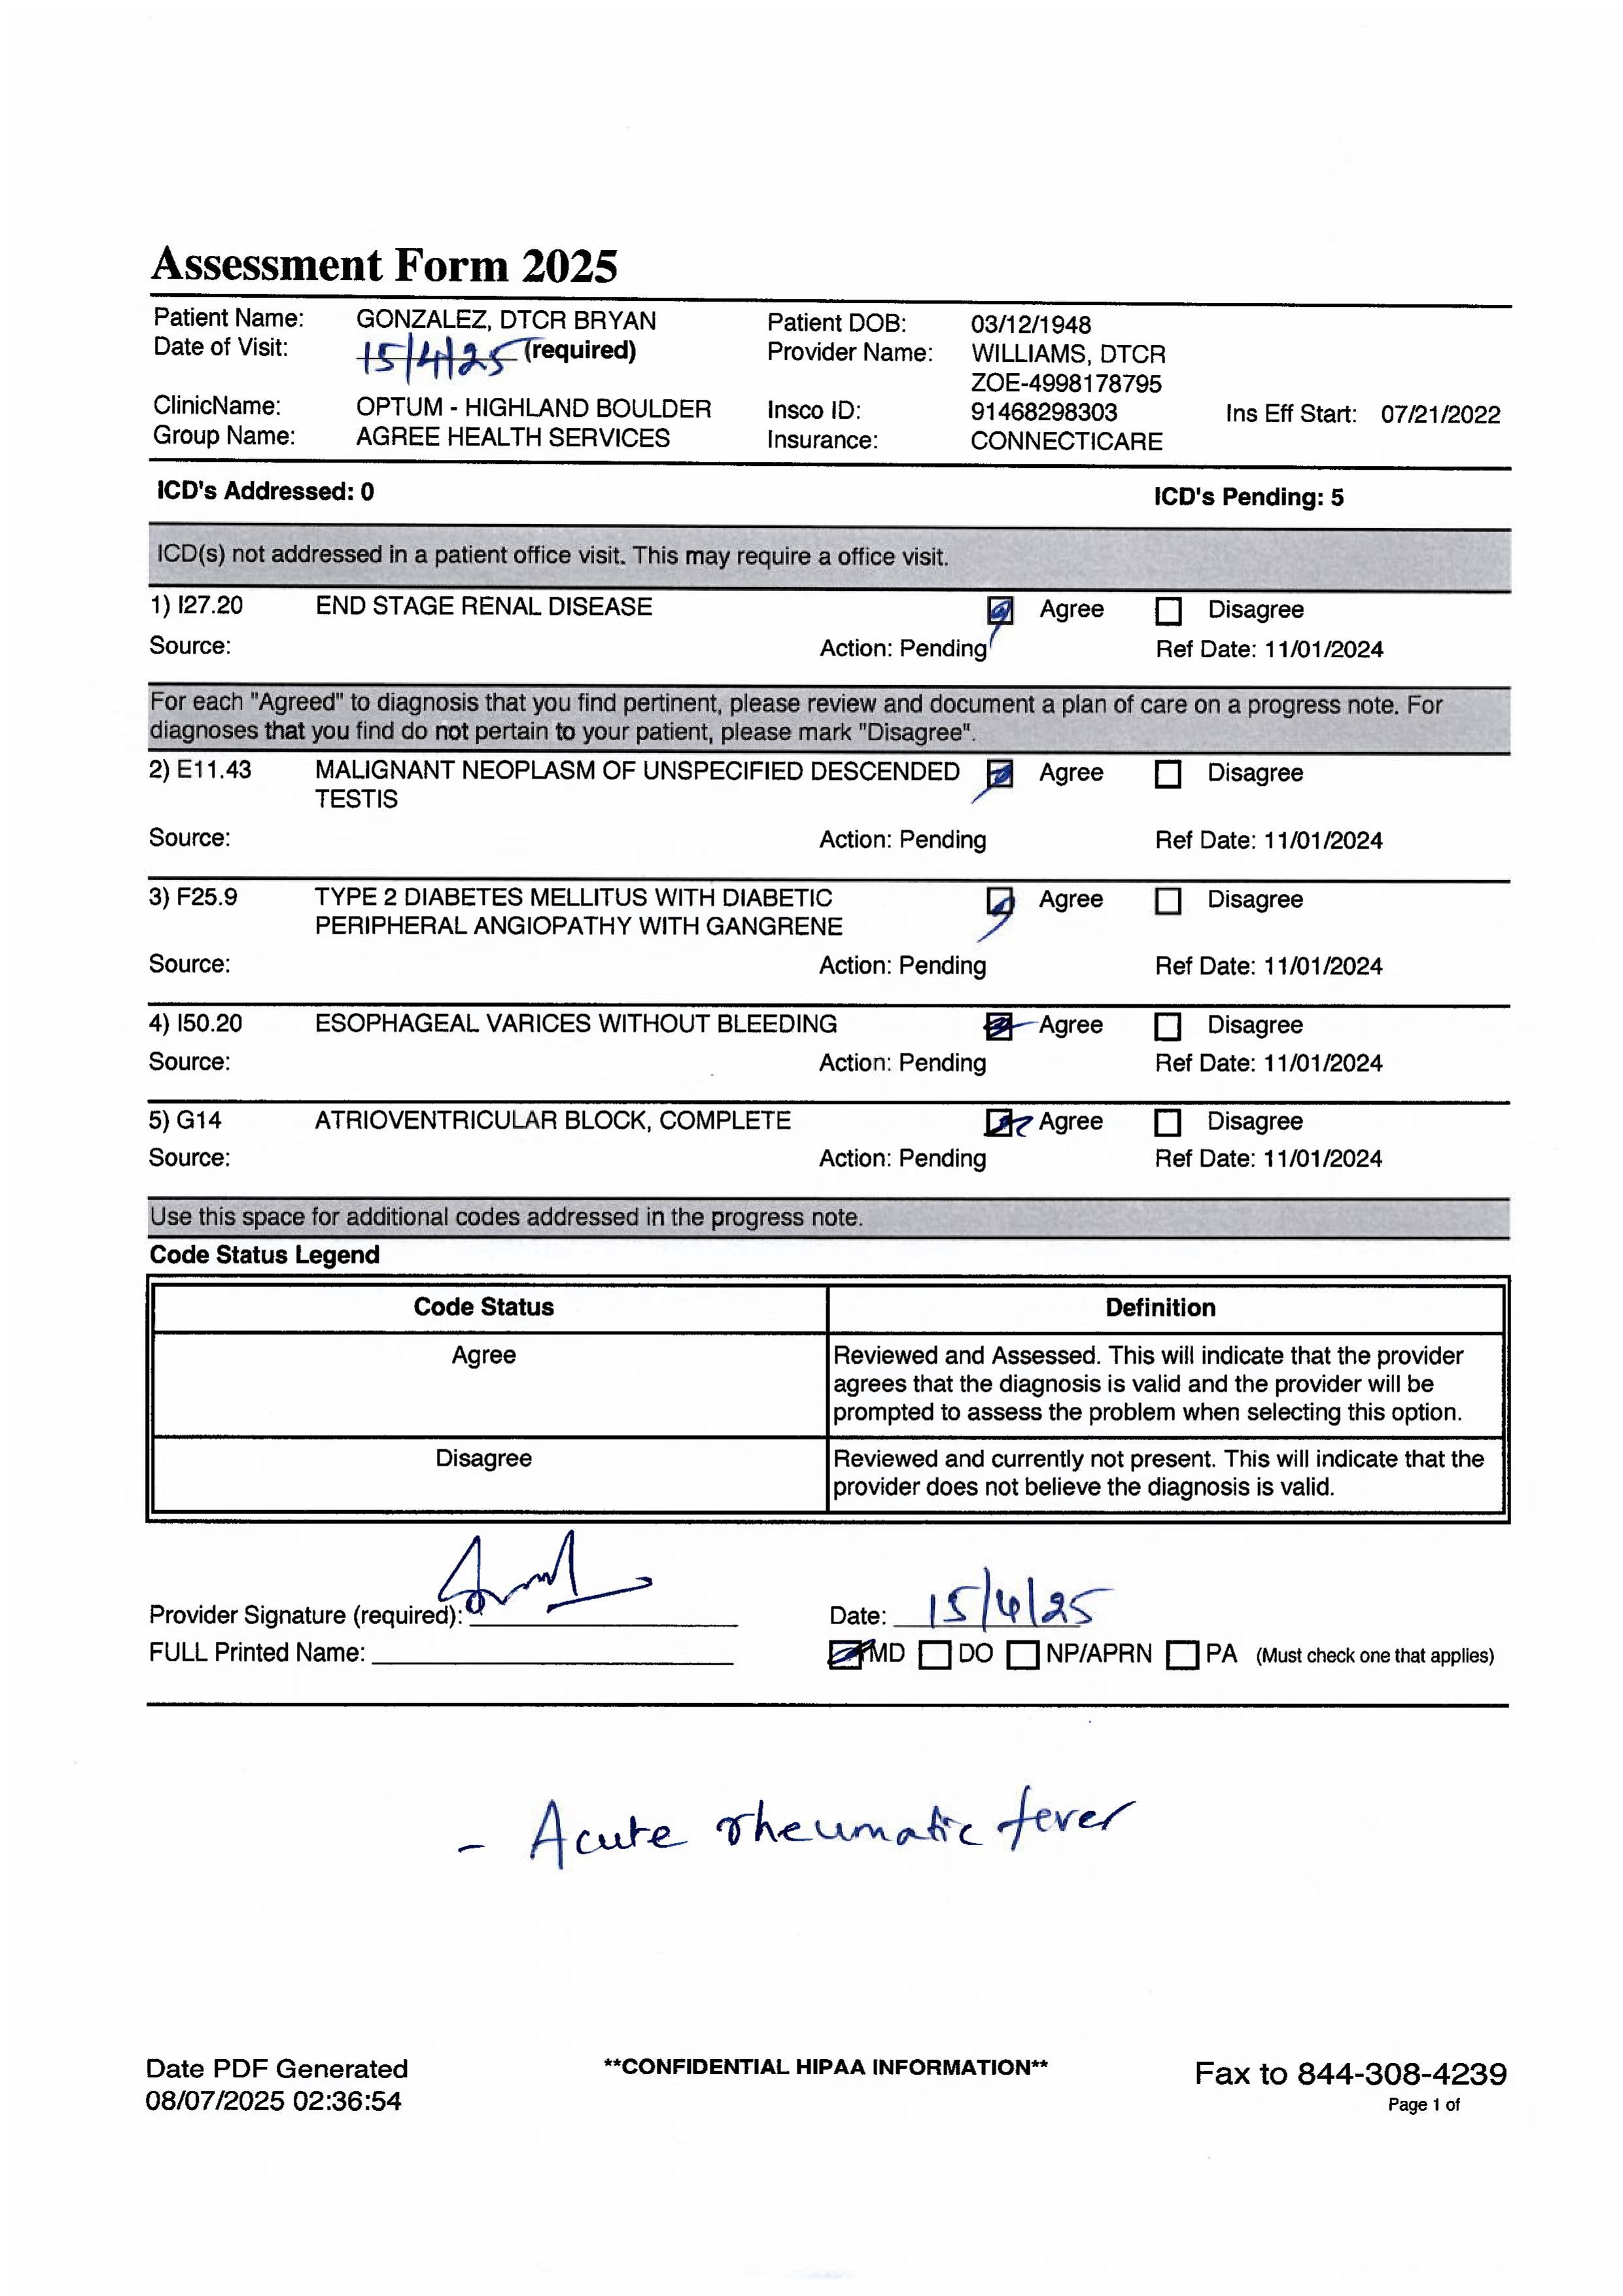 Assessment Form 2025
Patient Name: GONZALEZ, DTCR BRYAN Patient DOB: 03/12/1948
Date of Visit: 15/4/25 (required) Provider Name: WILLIAMS, DTCR
ZOE-4998178795
ClinicName: OPTUM - HIGHLAND BOULDER Insco ID: 91468298303 Ins Eff Start: 07/21/2022
Group Name: AGREE HEALTH SERVICES Insurance: CONNECTICARE
ICD's Addressed: 0 ICD's Pending: 5
ICD(s) not addressed in a patient office visit. This may require a office visit.
1) I27.20 END STAGE RENAL DISEASE Agree Disagree
Source: Action: Pending Ref Date: 11/01/2024
For each "Agreed" to diagnosis that you find pertinent, please review and document a plan of care on a progress note. For
diagnoses that you find do not pertain to your patient, please mark "Disagree".
2) E11.43 MALIGNANT NEOPLASM OF UNSPECIFIED DESCENDED Agree Disagree
TESTIS
Source: Action: Pending Ref Date: 11/01/2024
3) F25.9 TYPE 2 DIABETES MELLITUS WITH DIABETIC Agree Disagree
PERIPHERAL ANGIOPATHY WITH GANGRENE
Source: Action: Pending Ref Date: 11/01/2024
4) I50.20 ESOPHAGEAL VARICES WITHOUT BLEEDING Agree Disagree
Source: Action: Pending Ref Date: 11/01/2024
5) G14 ATRIOVENTRICULAR BLOCK, COMPLETE Agree Disagree
Source: Action: Pending Ref Date: 11/01/2024
Use this space for additional codes addressed in the progress note.
Code Status Legend
Code Status Definition
Agree Reviewed and Assessed. This will indicate that the provider
agrees that the diagnosis is valid and the provider will be
prompted to assess the problem when selecting this option.
Disagree Reviewed and currently not present. This will indicate that the
provider does not believe the diagnosis is valid.
Provider Signature (required): Date: 15/4/25
FULL Printed Name: MD DO NP/APRN PA (Must check one that applies)
- Acute rheumatic fever
Date PDF Generated **CONFIDENTIAL HIPAA INFORMATION** Fax to 844-308-4239
08/07/2025 02:36:54 Page 1 of